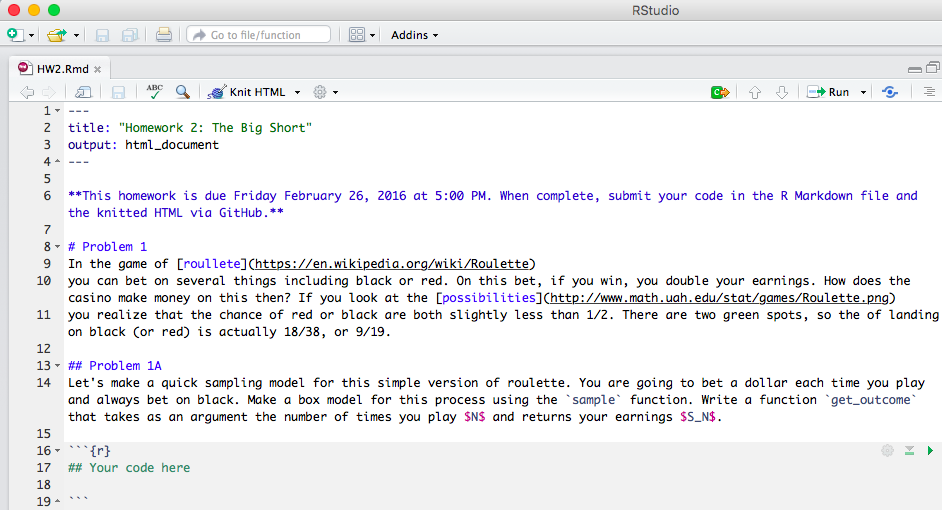 RStudio
Go to file/function
Addins
HW2.Rmd
ABC
Knit HTML
C
Run
1 ---
2 title: "Homework 2: The Big Short"
3 output: html_document
4 ---
5
6 **This homework is due Friday February 26, 2016 at 5:00 PM. When complete, submit your code in the R Markdown file and
the knitted HTML via GitHub.**
7
8 # Problem 1
9 In the game of [roullete](https://en.wikipedia.org/wiki/Roulette)
10 you can bet on several things including black or red. On this bet, if you win, you double your earnings. How does the
casino make money on this then? If you look at the [possibilities](http://www.math.uah.edu/stat/games/Roulette.png)
11 you realize that the chance of red or black are both slightly less than 1/2. There are two green spots, so the of landing
on black (or red) is actually 18/38, or 9/19.
12
13 ## Problem 1A
14 Let's make a quick sampling model for this simple version of roulette. You are going to bet a dollar each time you play
and always bet on black. Make a box model for this process using the `sample` function. Write a function `get_outcome`
that takes as an argument the number of times you play $N$ and returns your earnings $S_N$.
15
16 ```{r}
17 ## Your code here
18
19 ```